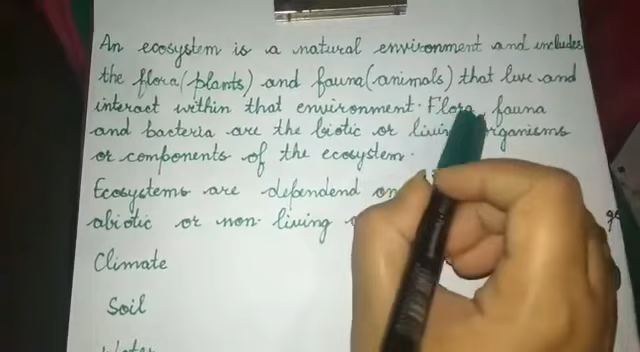 An ecosystem is a natural environment and includes
the flora (plants) and fauna (animals) that live and
interact within that environment. Flora, fauna
and bacteria are the biotic or living organisms
or components of the ecosystem.
Ecosystems are dependend on
abiotic or non-living
Climate
Soil
Water